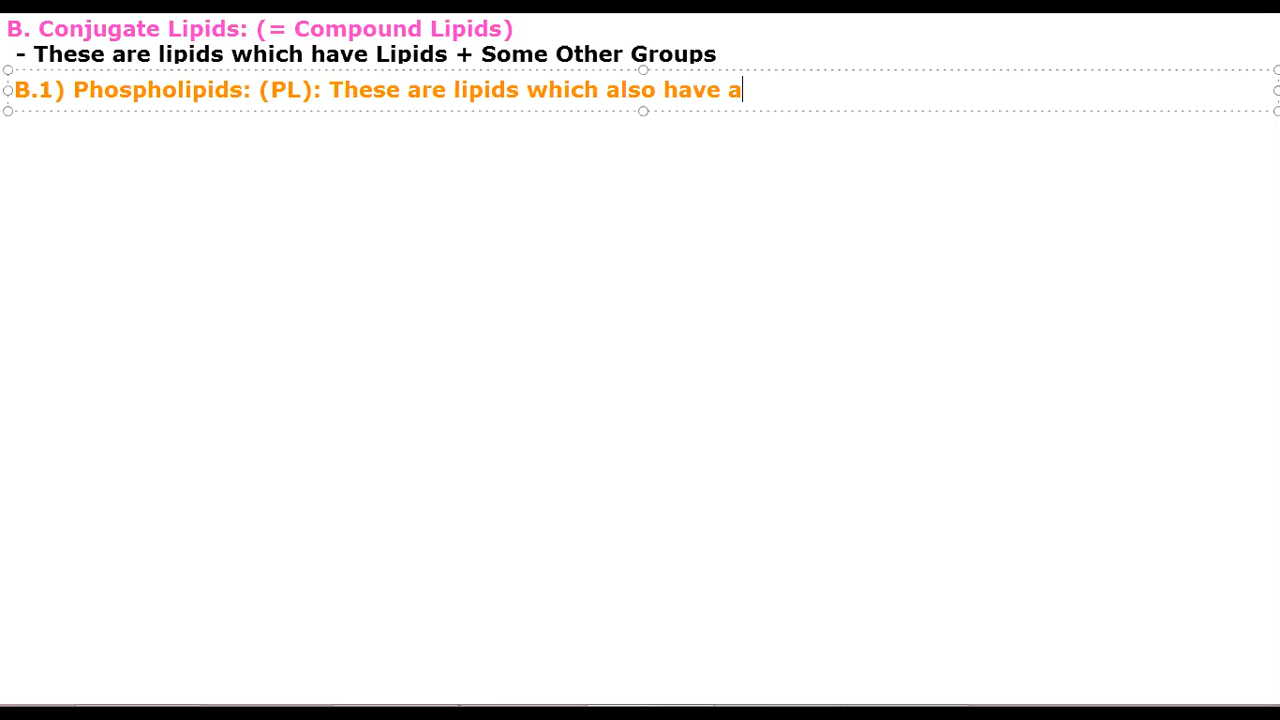 B. Conjugate Lipids: (= Compound Lipids)
- These are lipids which have Lipids + Some Other Groups
B.1) Phospholipids: (PL): These are lipids which also have a